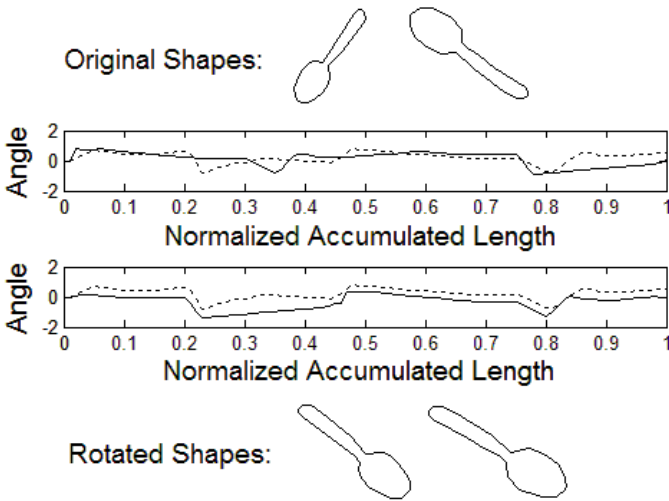 Original Shapes:
Angle
2
0
-2
0 0.1 0.2 0.3 0.4 0.5 0.6 0.7 0.8 0.9 1
Normalized Accumulated Length
Angle
2
0
-2
0 0.1 0.2 0.3 0.4 0.5 0.6 0.7 0.8 0.9 1
Normalized Accumulated Length
Rotated Shapes: